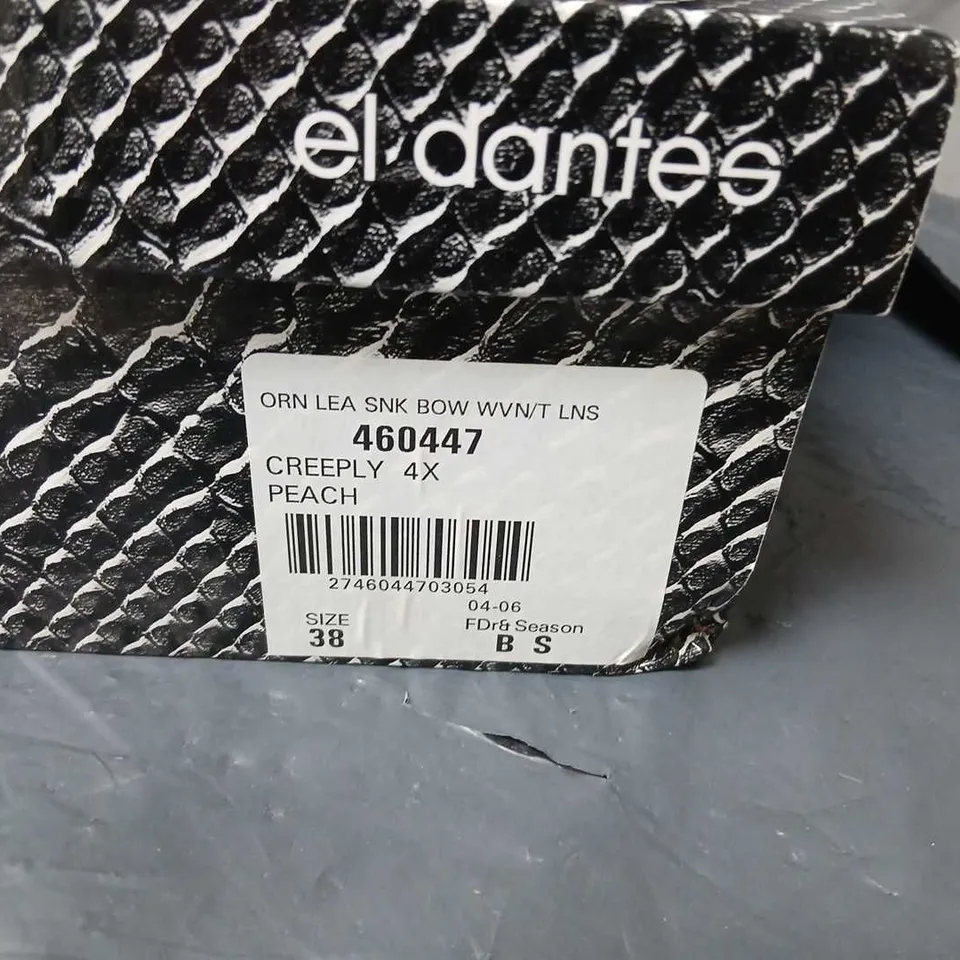 el dantés
ORN LEA SNK BOW WVN/T LNS
460447
CREEPLY 4X
PEACH
2746044703054
04-06
SIZE FDr& Season
38 B S